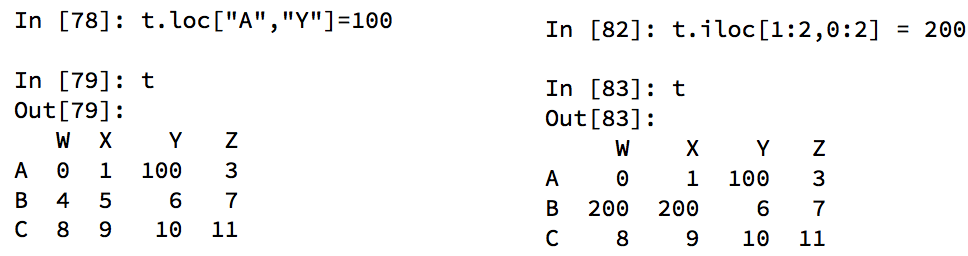 In [78]: t.loc["A","Y"]=100
In [79]: t
Out[79]:
W X Y Z
A 0 1 100 3
B 4 5 6 7
C 8 9 10 11
In [82]: t.iloc[1:2,0:2] = 200
In [83]: t
Out[83]:
W X Y Z
A 0 1 100 3
B 200 200 6 7
C 8 9 10 11